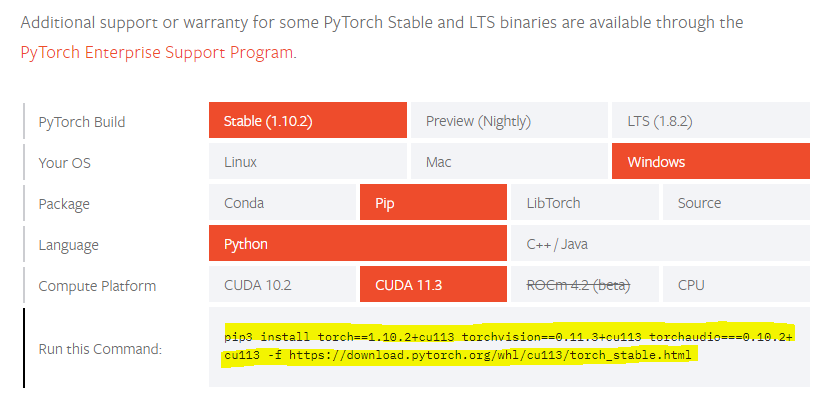 Additional support or warranty for some PyTorch Stable and LTS binaries are available through the
PyTorch Enterprise Support Program.
PyTorch Build Stable (1.10.2) Preview (Nightly) LTS (1.8.2)
Your OS Linux Mac Windows
Package Conda Pip LibTorch Source
Language Python C++ / Java
Compute Platform CUDA 10.2 CUDA 11.3 ROCm 4.2 (beta) CPU
Run this Command:
pip3 install torch==1.10.2+cu113 torchvision==0.11.3+cu113 torchaudio===0.10.2+
cu113 -f https://download.pytorch.org/whl/cu113/torch_stable.html